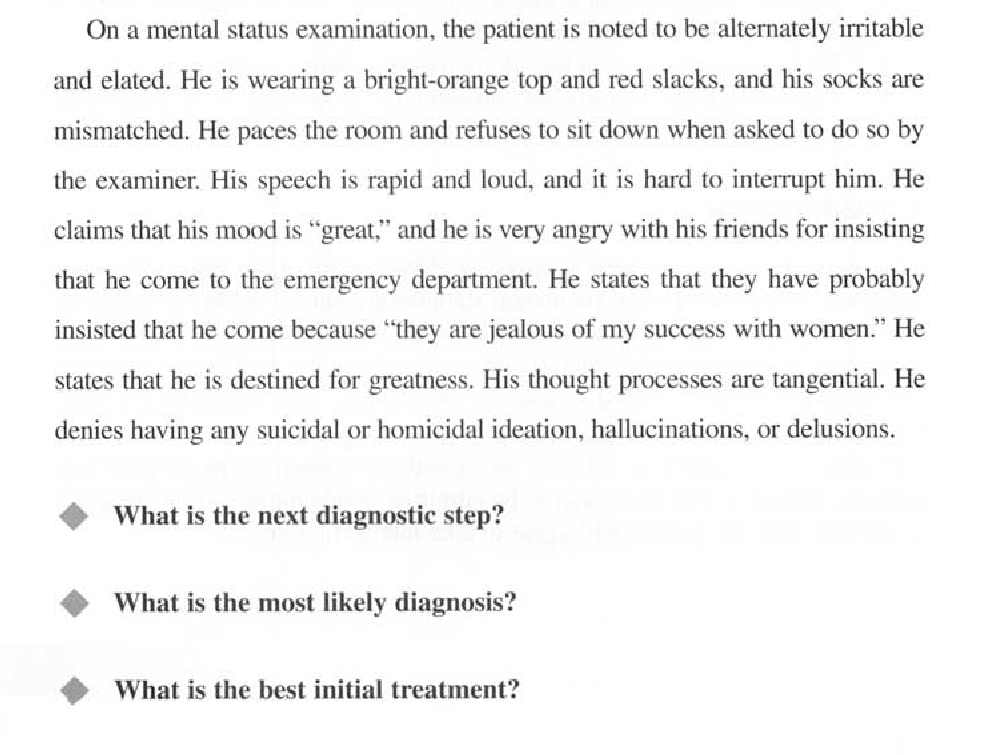 On a mental status examination, the patient is noted to be alternately irritable
and elated. He is wearing a bright-orange top and red slacks, and his socks are
mismatched. He paces the room and refuses to sit down when asked to do so by
the examiner. His speech is rapid and loud, and it is hard to interrupt him. He
claims that his mood is “great,” and he is very angry with his friends for insisting
that he come to the emergency department. He states that they have probably
insisted that he come because “they are jealous of my success with women.” He
states that he is destined for greatness. His thought processes are tangential. He
denies having any suicidal or homicidal ideation, hallucinations, or delusions.
What is the next diagnostic step?
What is the most likely diagnosis?
What is the best initial treatment?